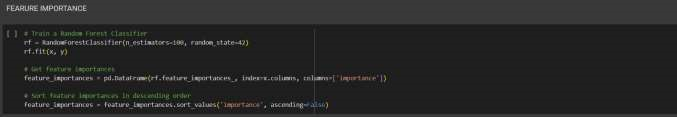 FEARURE IMPORTANCE
[ ] # Train a Random Forest Classifier
rf = RandomForestClassifier(n_estimators=100, random_state=42)
rf.fit(x, y)
# Get feature importances
feature_importances = pd.DataFrame(rf.feature_importances_, index=x.columns, columns=['importance'])
# Sort feature importances in descending order
feature_importances = feature_importances.sort_values('importance', ascending=False)